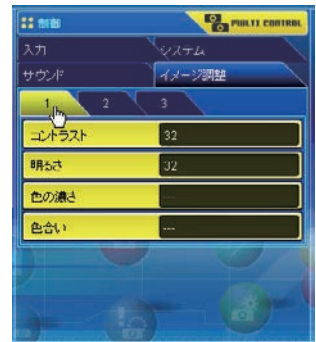 制御 MULTI CONTROL
入力 システム
サウンド イメージ調整
1 2 3
コントラスト 32
明るさ 32
色の濃さ ---
色合い ---